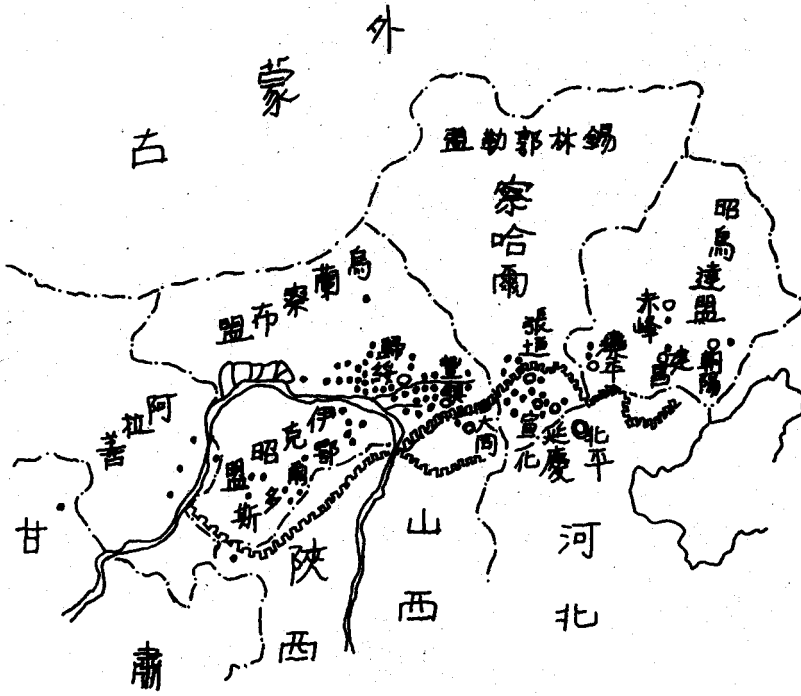 外蒙古
錫林郭勒盟
察哈爾
昭烏達盟
赤峰
建昌
朝陽
灤平
張垣
烏蘭察布盟
歸綏
豐鎮
大同
宣化
延慶
北平
伊克昭盟
鄂爾多斯
阿拉善
甘肅
陝西
山西
河北